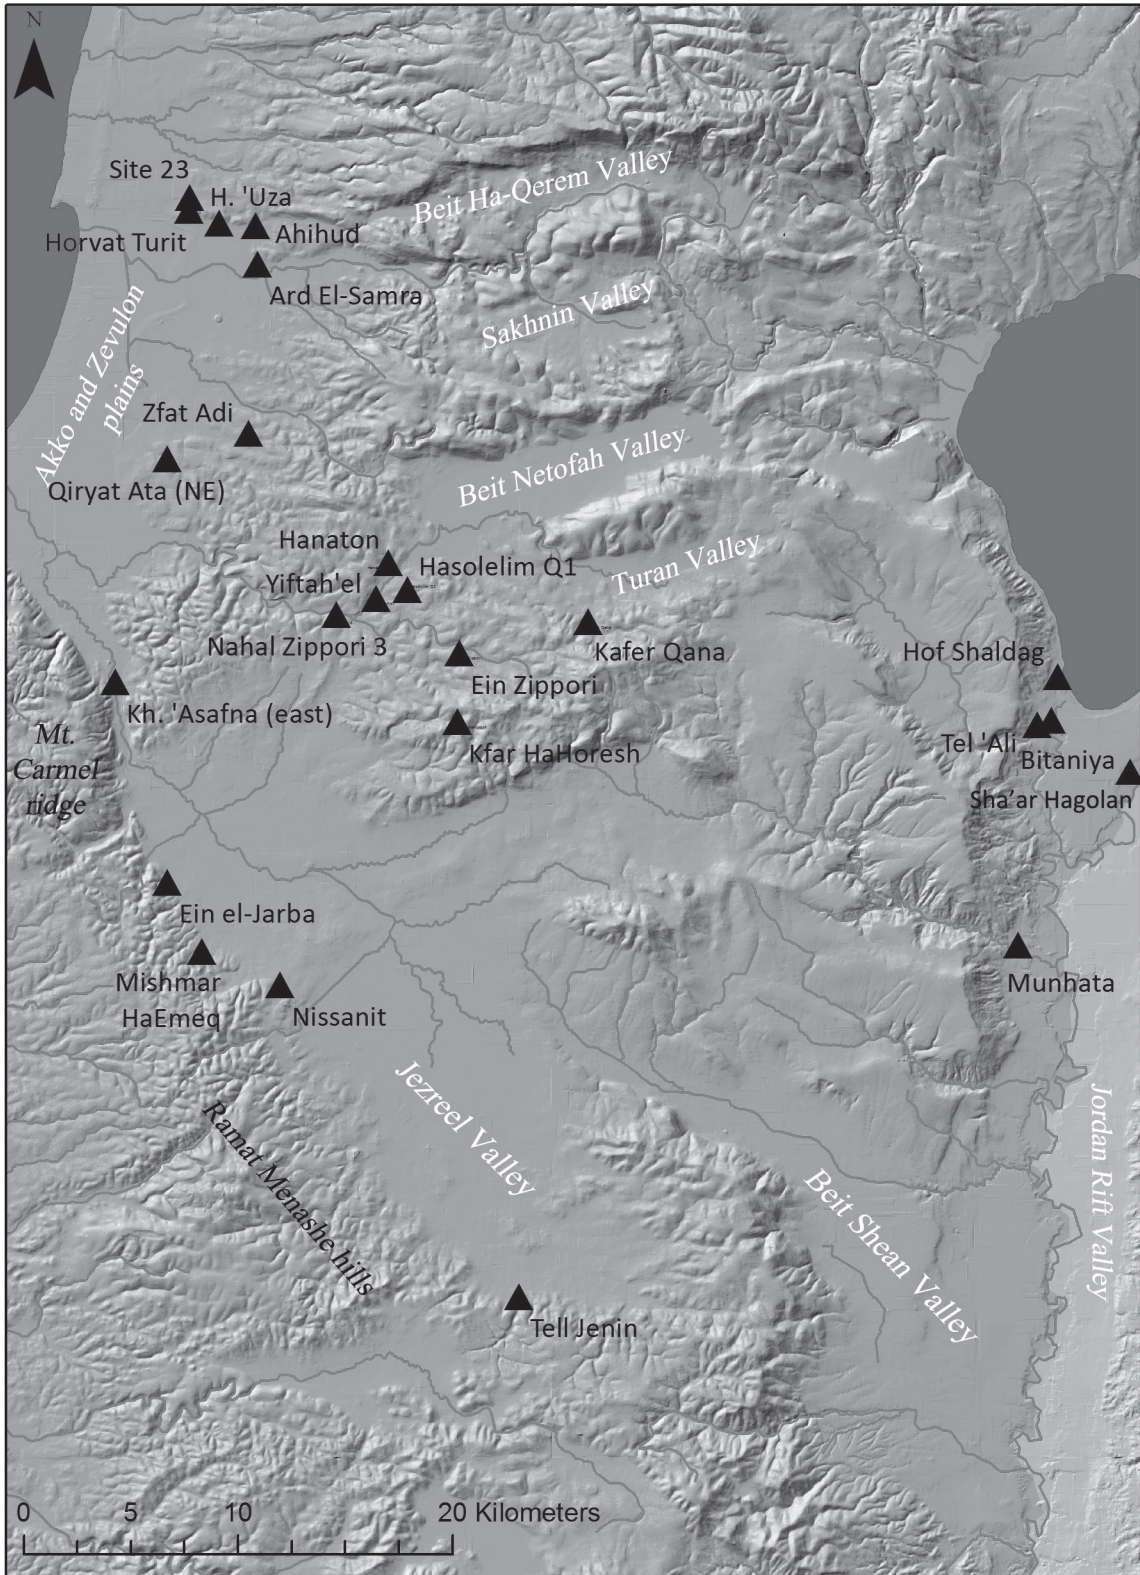 N
Site 23
H. 'Uza
Horvat Turit
Ahihud
Ard El-Samra
Beit Ha-Qerem Valley
Sakhnin Valley
Akko and Zevulon
plains
Zfat Adi
Qiryat Ata (NE)
Beit Netofah Valley
Hanaton
Hasolelim Q1
Yiftah'el
Turan Valley
Nahal Zippori 3
Kafer Qana
Ein Zippori
Hof Shaldag
Kh. 'Asafna (east)
Kfar HaHoresh
Tel 'Ali
Bitaniya
Sha’ar Hagolan
Mt.
Carmel
ridge
Ein el-Jarba
Mishmar
HaEmeq
Nissanit
Munhata
Jezreel Valley
Ramat Menashe hills
Beit Shean Valley
Jordan Rift Valley
Tell Jenin
0 5 10 20 Kilometers